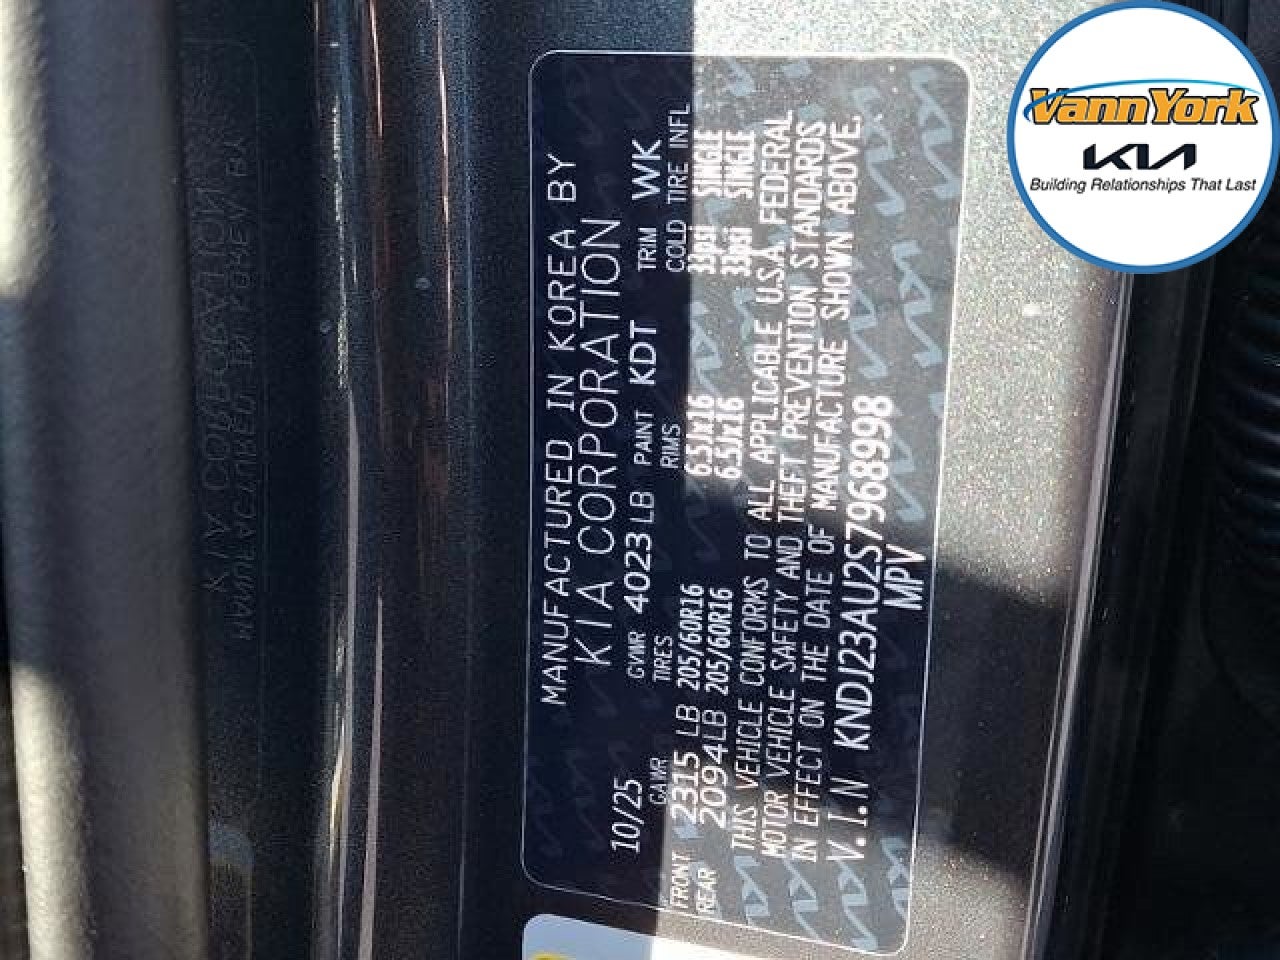 MANUFACTURED IN KOREA BY
KIA CORPORATION
10/25 GVWR 4023 LB PAINT KDT TRIM WK
GAWR TIRES RIMS COLD TIRE INFL
FRONT 2315 LB 205/60R16 6.5Jx16 33psi SINGLE
REAR 2094 LB 205/60R16 6.5Jx16 33psi SINGLE
THIS VEHICLE CONFORMS TO ALL APPLICABLE U.S.A. FEDERAL
MOTOR VEHICLE SAFETY AND THEFT PREVENTION STANDARDS
IN EFFECT ON THE DATE OF MANUFACTURE SHOWN ABOVE.
V.I.N KNDJ23AU2S7968998
MPV
VannYork
KIA
Building Relationships That Last